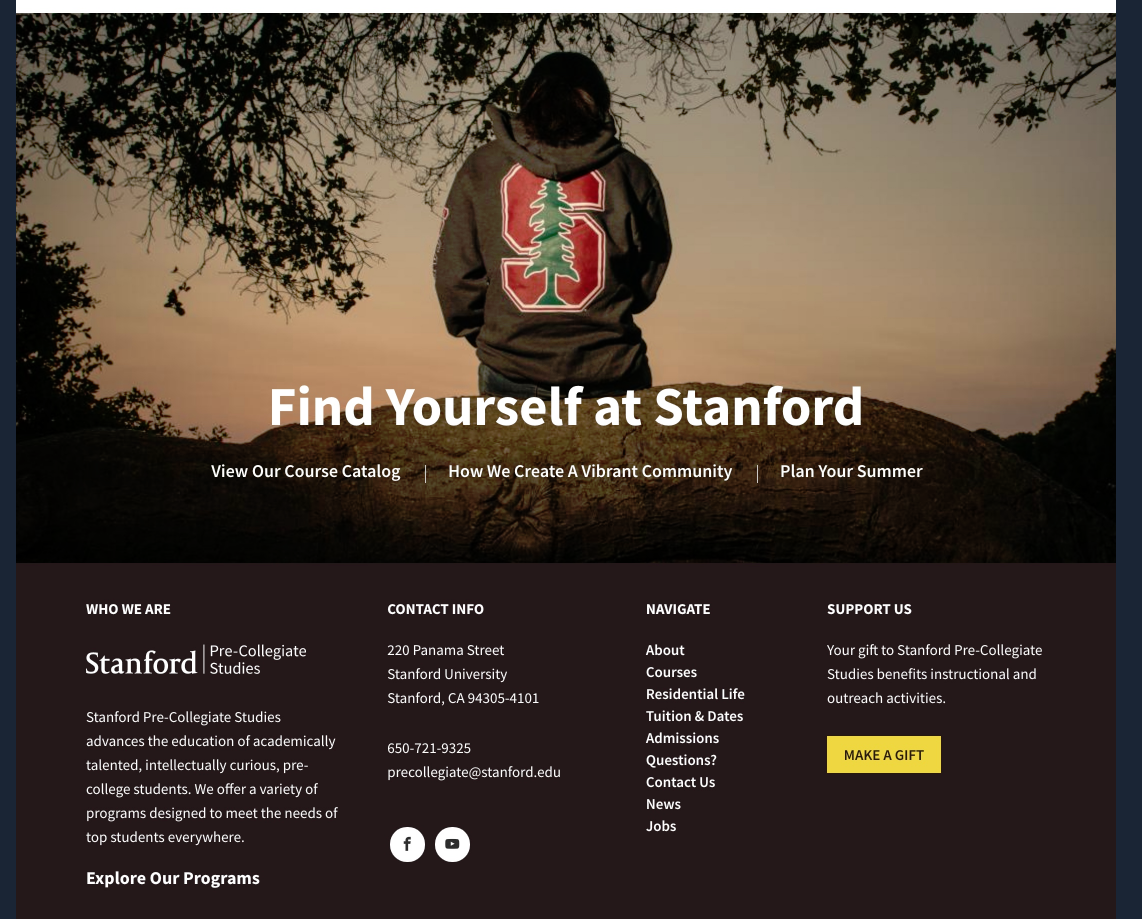 Find Yourself at Stanford
View Our Course Catalog
How We Create A Vibrant Community
Plan Your Summer
WHO WE ARE
Stanford
Pre-Collegiate
Studies
Stanford Pre-Collegiate Studies
advances the education of academically
talented, intellectually curious, pre-
college students. We offer a variety of
programs designed to meet the needs of
top students everywhere.
Explore Our Programs
CONTACT INFO
220 Panama Street
Stanford University
Stanford, CA 94305-4101
650-721-9325
precollegiate@stanford.edu
NAVIGATE
About
Courses
Residential Life
Tuition & Dates
Admissions
Questions?
Contact Us
News
Jobs
SUPPORT US
Your gift to Stanford Pre-Collegiate
Studies benefits instructional and
outreach activities.
MAKE A GIFT